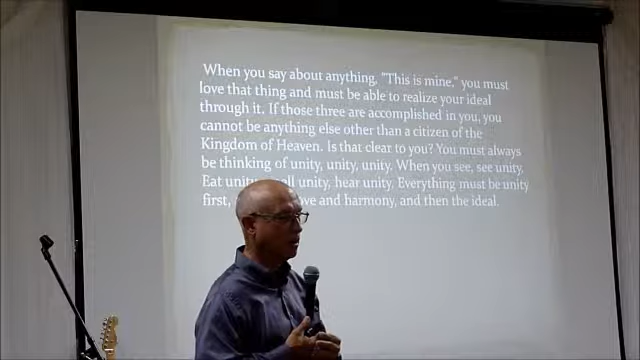 When you say about anything, "This is mine," you must
love that thing and must be able to realize your ideal
through it. If those three are accomplished in you, you
cannot be anything else other than a citizen of the
Kingdom of Heaven. Is that clear to you? You must always
be thinking of unity, unity, unity. When you see, see unity.
Eat unity, unity, hear unity. Everything must be unity
first, and harmony, and then the ideal.